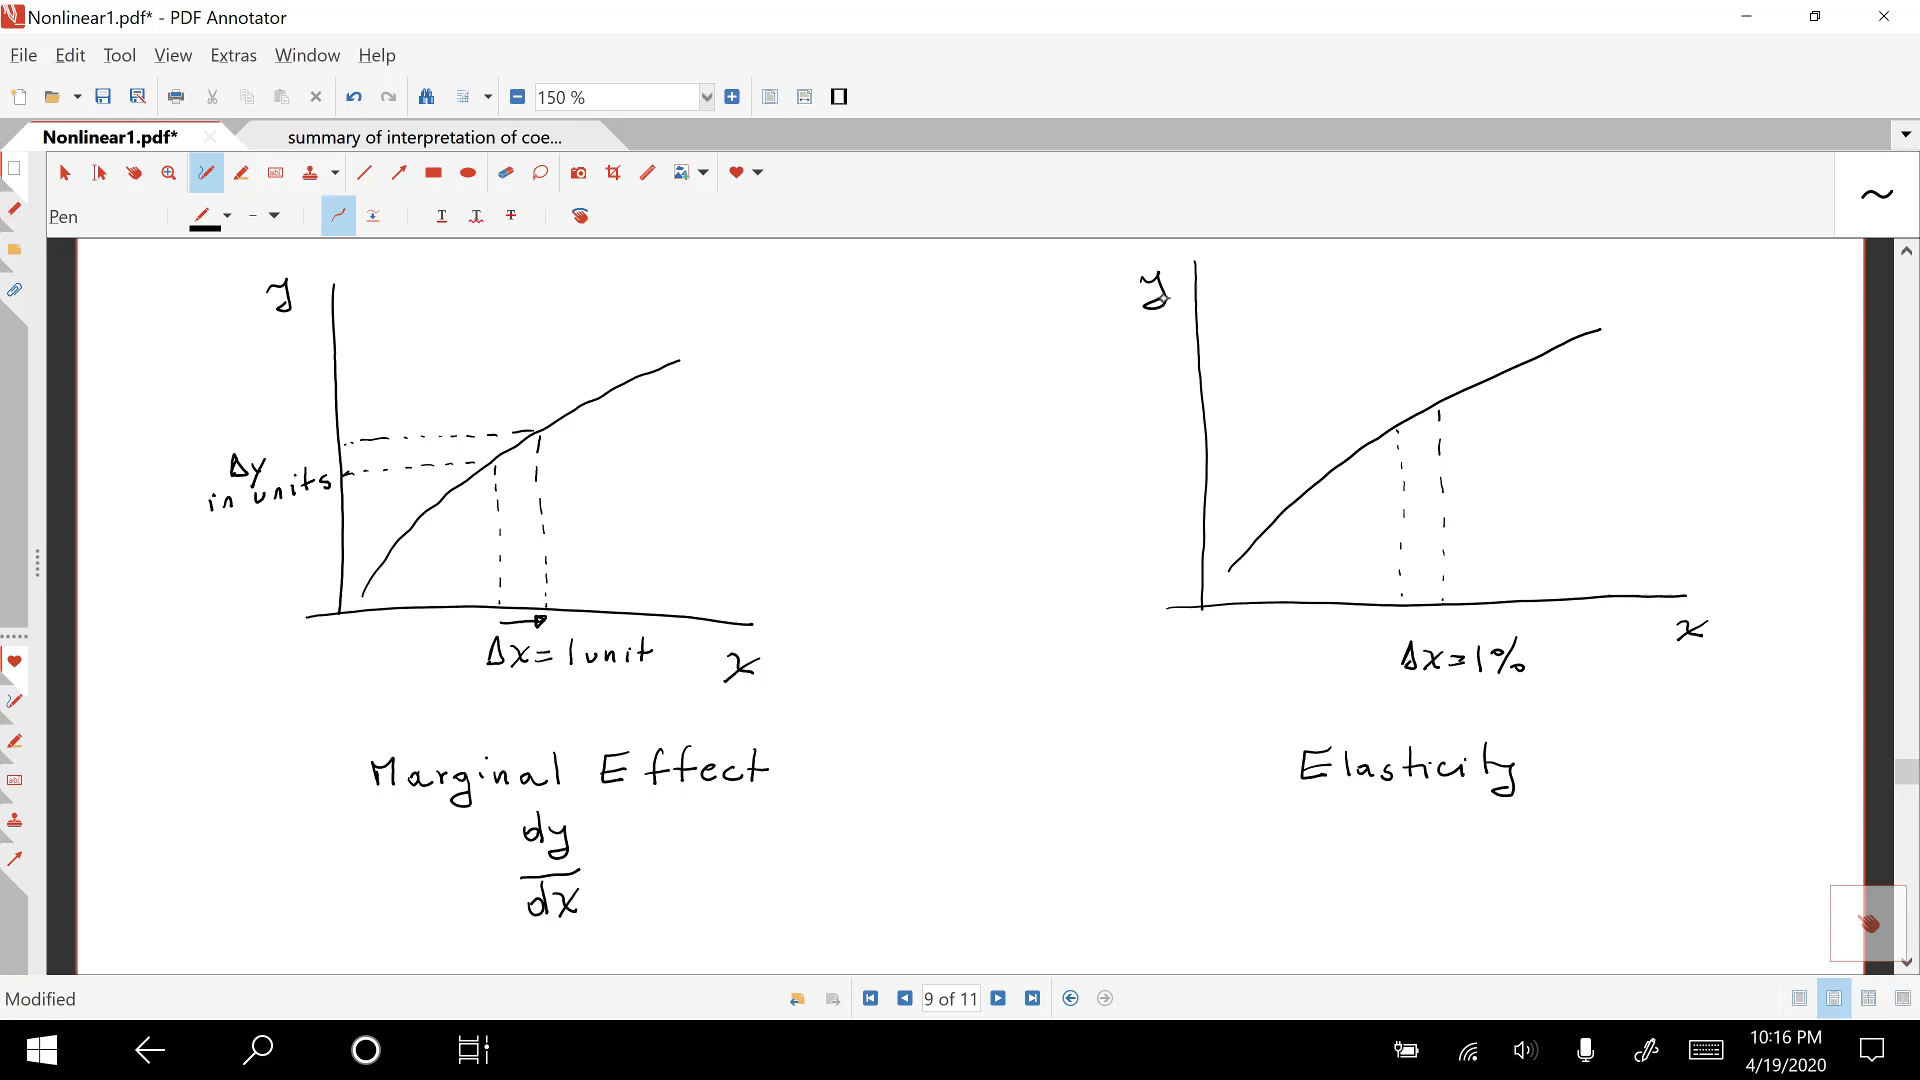 Nonlinear1.pdf* - PDF Annotator
File Edit Tool View Extras Window Help
150 %
Nonlinear1.pdf*
summary of interpretation of coe...
Pen
y
y
Δy
in units
Δx = 1 unit
x
Δx = 1%
x
Marginal Effect
Elasticity
dy
dx
Modified
9 of 11
10:16 PM
4/19/2020